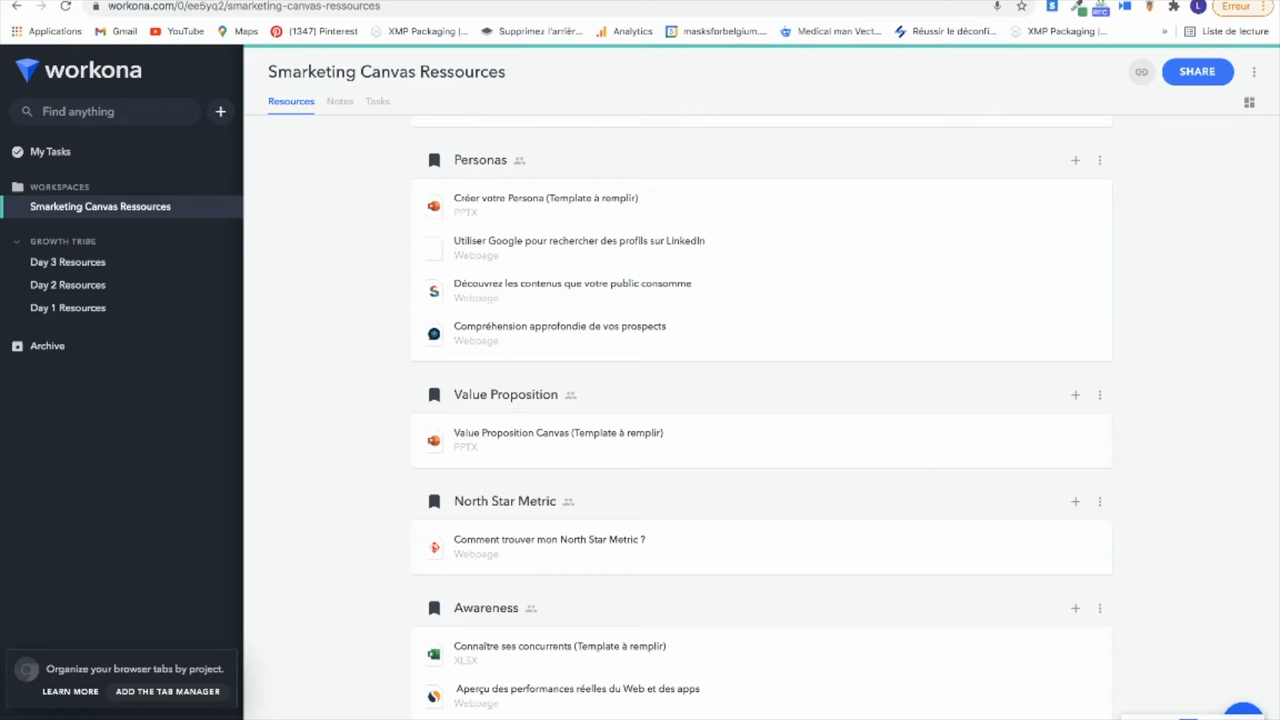 workona.com/0/ee5yq2/smarketing-canvas-ressources
Erreur
Applications
Gmail
YouTube
Maps
(1347) Pinterest
XMP Packaging |...
Supprimez l'arrièr...
Analytics
masksforbelgium....
Medical man Vect...
Réussir le déconfi...
XMP Packaging |...
»
Liste de lecture
workona
Find anything
My Tasks
WORKSPACES
Smarketing Canvas Ressources
GROWTH TRIBE
Day 3 Resources
Day 2 Resources
Day 1 Resources
Archive
Organize your browser tabs by project.
LEARN MORE
ADD THE TAB MANAGER
Smarketing Canvas Ressources
SHARE
Resources
Notes
Tasks
Personas
Créer votre Persona (Template à remplir)
PPTX
Utiliser Google pour rechercher des profils sur LinkedIn
Webpage
Découvrez les contenus que votre public consomme
Webpage
Compréhension approfondie de vos prospects
Webpage
Value Proposition
Value Proposition Canvas (Template à remplir)
PPTX
North Star Metric
Comment trouver mon North Star Metric ?
Webpage
Awareness
Connaître ses concurrents (Template à remplir)
XLSX
Aperçu des performances réelles du Web et des apps
Webpage